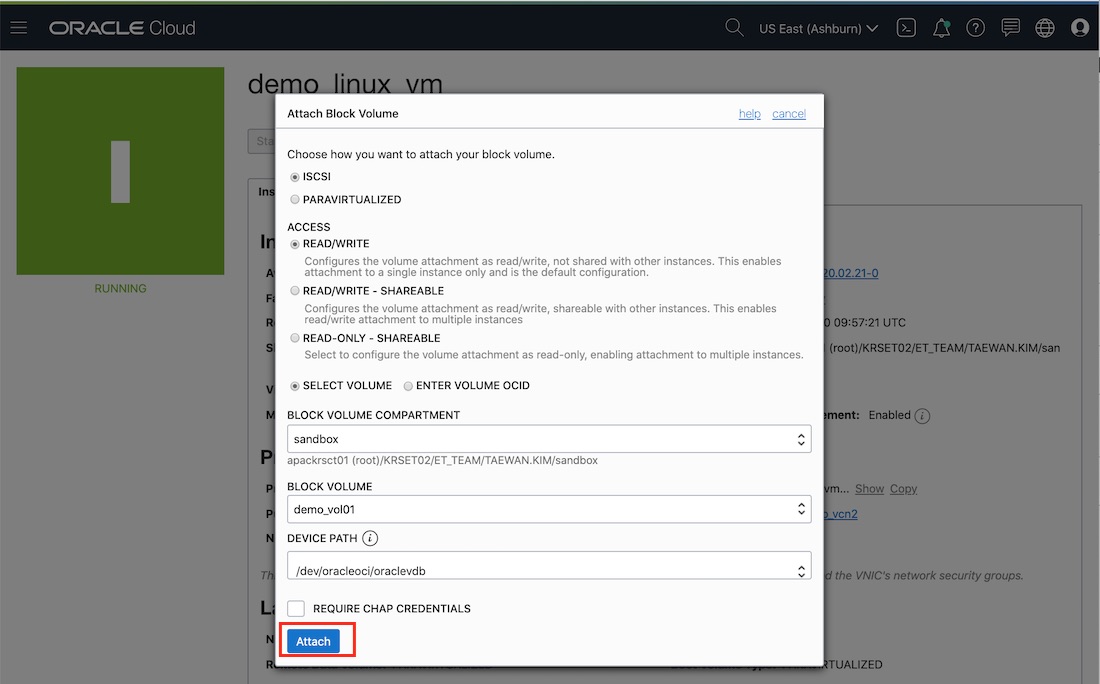 ORACLE Cloud
US East (Ashburn)
demo_linux_vm
Sta
Attach Block Volume
help cancel
Choose how you want to attach your block volume.
ISCSI
PARAVIRTUALIZED
ACCESS
READ/WRITE
Configures the volume attachment as read/write, not shared with other instances. This enables
attachment to a single instance only and is the default configuration.
READ/WRITE - SHAREABLE
Configures the volume attachment as read/write, shareable with other instances. This enables
read/write attachment to multiple instances
READ-ONLY - SHAREABLE
Select to configure the volume attachment as read-only, enabling attachment to multiple instances.
SELECT VOLUME ENTER VOLUME OCID
BLOCK VOLUME COMPARTMENT
sandbox
apackrsct01 (root)/KRSET02/ET_TEAM/TAEWAN.KIM/sandbox
BLOCK VOLUME
demo_vol01
DEVICE PATH
/dev/oracleoci/oraclevdb
REQUIRE CHAP CREDENTIALS
Attach
I
RUNNING
Ins
20.02.21-0
0 09:57:21 UTC
(root)/KRSET02/ET_TEAM/TAEWAN.KIM/san
ement: Enabled
vm... Show Copy
_vcn2
d the VNIC's network security groups.